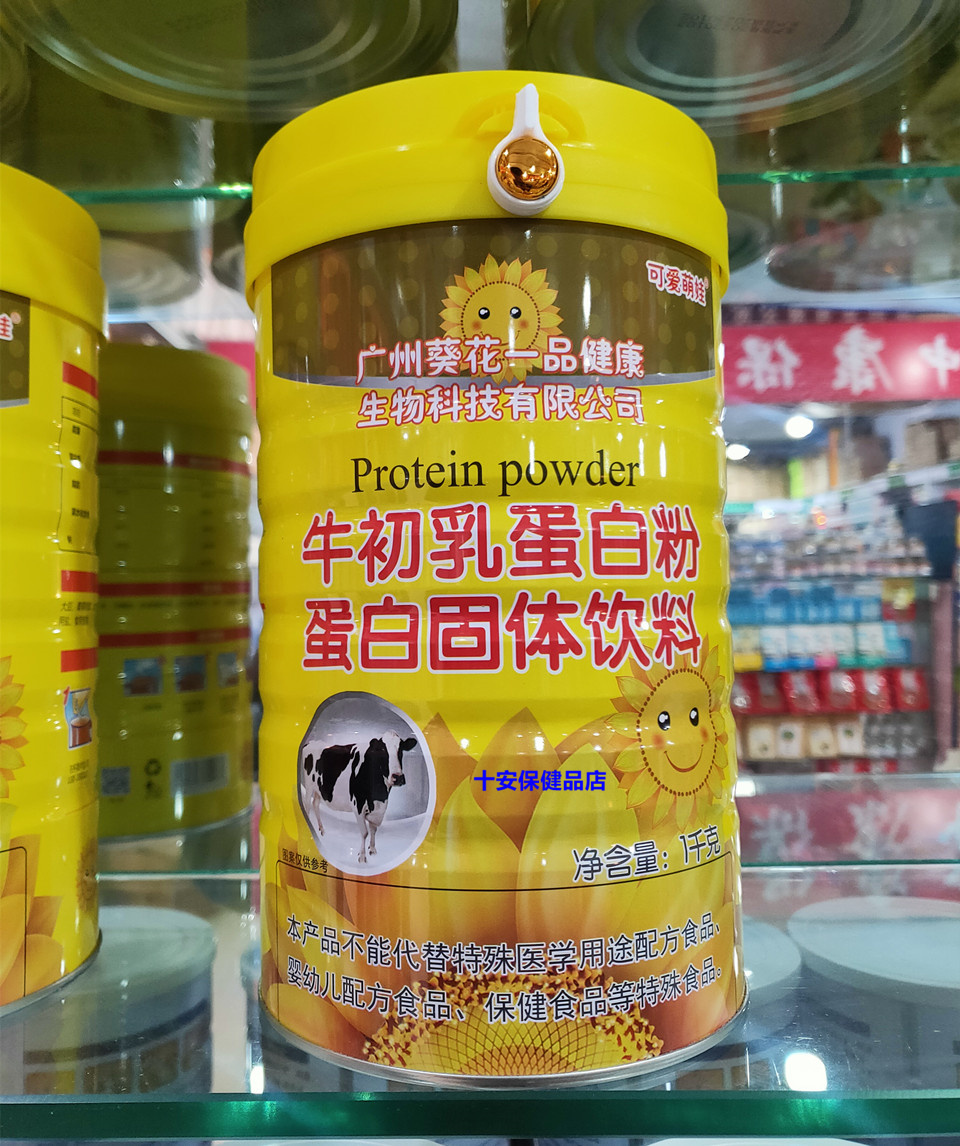 可爱萌娃
广州葵花一品健康
生物科技有限公司
Protein powder
牛初乳蛋白粉
蛋白固体饮料
十安保健品店
图案仅供参考
净含量：1千克
本产品不能代替特殊医学用途配方食品、
婴幼儿配方食品、保健食品等特殊食品。
娃
中康保